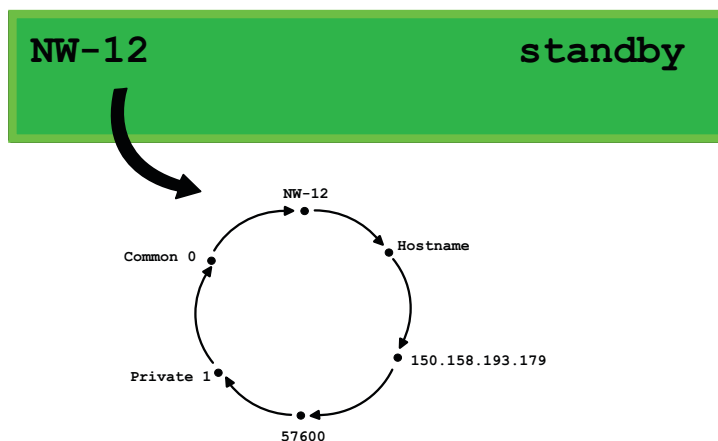 NW-12 standby
NW-12
Hostname
Common 0
150.158.193.179
Private 1
57600